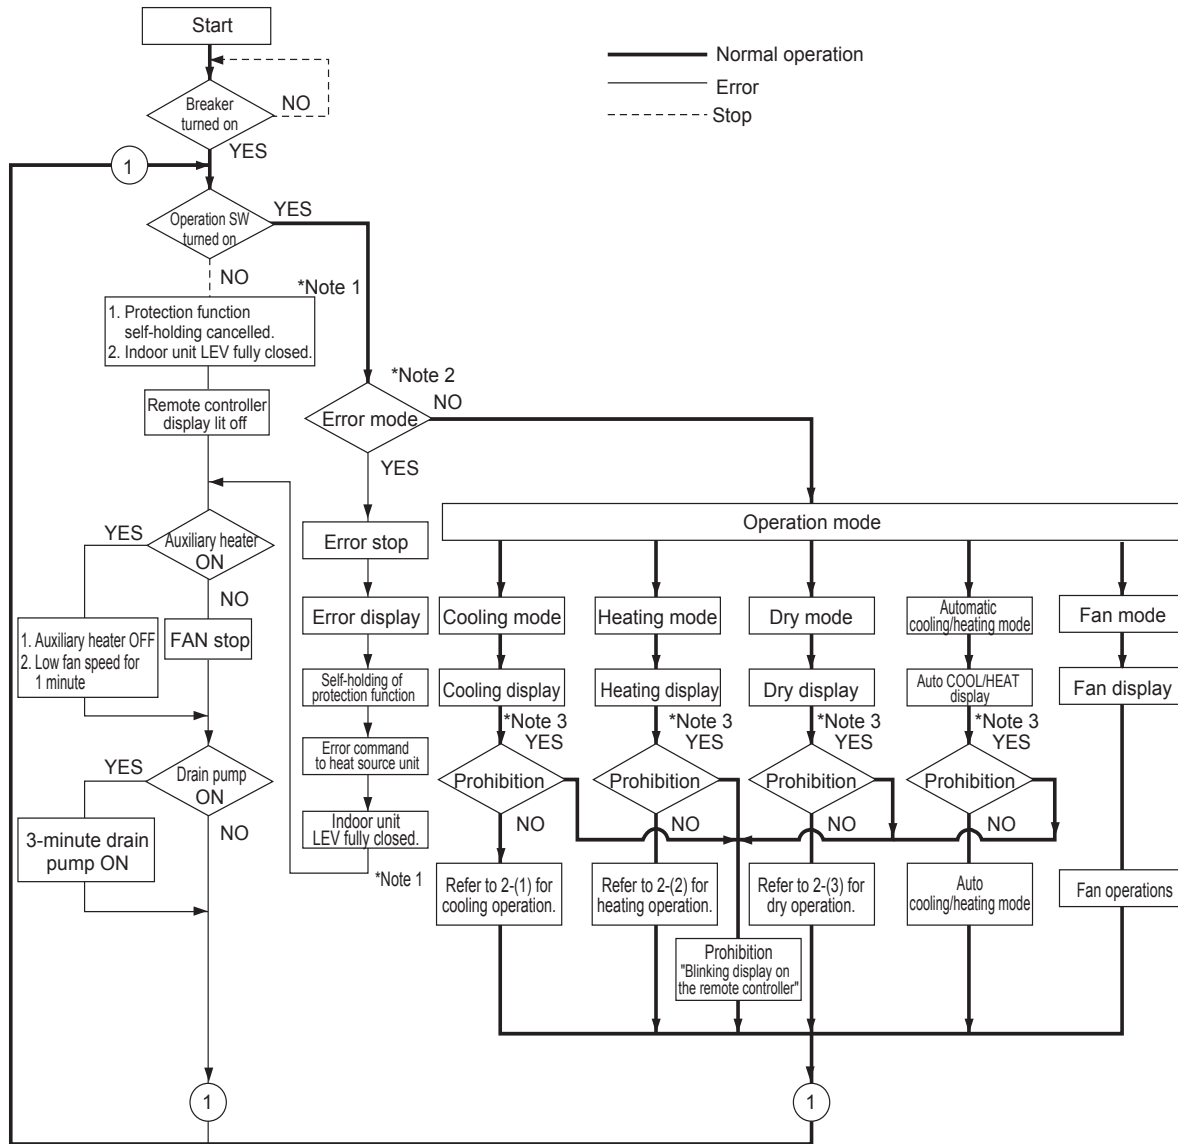 Start
Normal operation
Error
Stop
Breaker
turned on
NO
YES
1
Operation SW
turned on
YES
NO
*Note 1
1. Protection function
self-holding cancelled.
2. Indoor unit LEV fully closed.
*Note 2
Remote controller
display lit off
Error mode
NO
YES
YES
Auxiliary heater
ON
NO
Error stop
Operation mode
1. Auxiliary heater OFF
2. Low fan speed for
1 minute
FAN stop
Error display
Cooling mode
Heating mode
Dry mode
Automatic
cooling/heating mode
Fan mode
Self-holding of
protection function
Cooling display
Heating display
Dry display
Auto COOL/HEAT
display
Fan display
*Note 3
YES
*Note 3
YES
*Note 3
YES
*Note 3
YES
Error command
to heat source unit
YES
Drain pump
ON
NO
Prohibition
Prohibition
Prohibition
Prohibition
NO
NO
NO
NO
3-minute drain
pump ON
Indoor unit
LEV fully closed.
*Note 1
Refer to 2-(1) for
cooling operation.
Refer to 2-(2) for
heating operation.
Refer to 2-(3) for
dry operation.
Auto
cooling/heating mode
Fan operations
Prohibition
"Blinking display on
the remote controller"
1
1